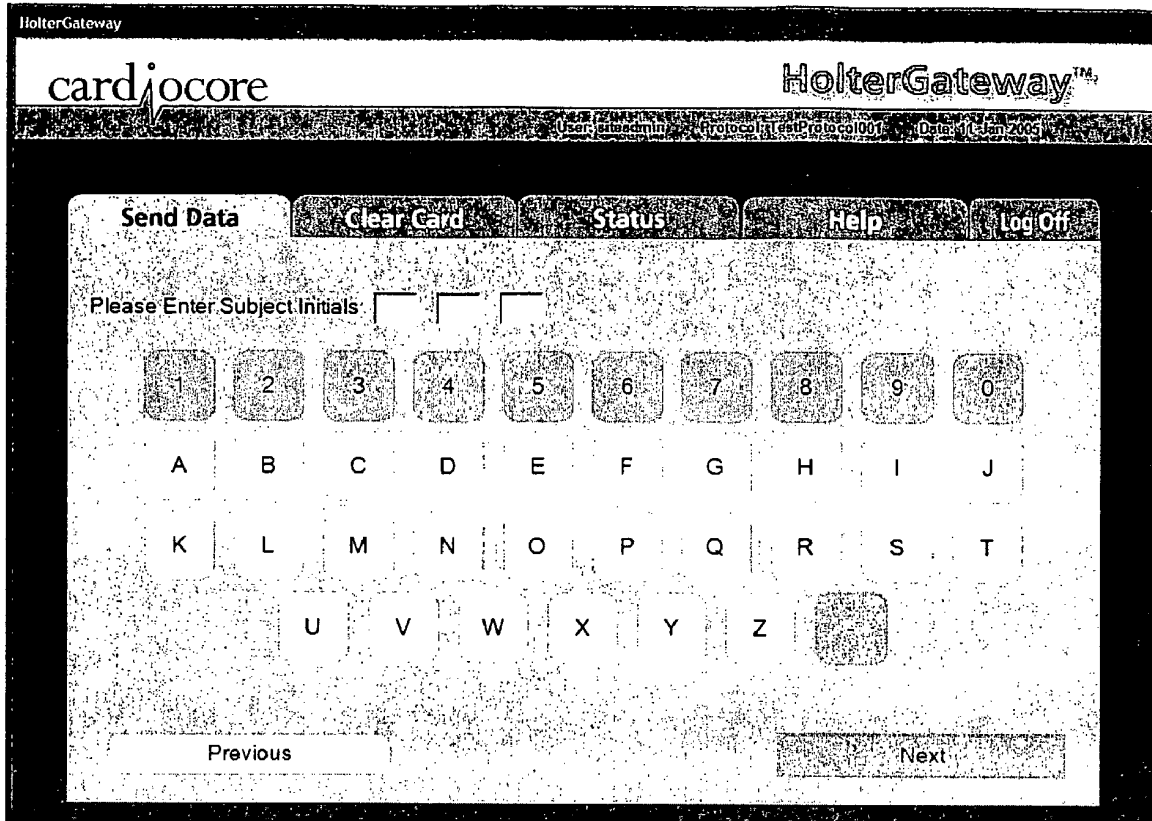 HolterGateway
cardiocore HolterGateway™
User: siteadmin Protocol: TestProtocol001 Date: 11-Jan-2005
Send Data Clear Card Status Help Log Off
Please Enter Subject Initials
1 2 3 4 5 6 7 8 9 0
A B C D E F G H I J
K L M N O P Q R S T
U V W X Y Z -
Previous Next